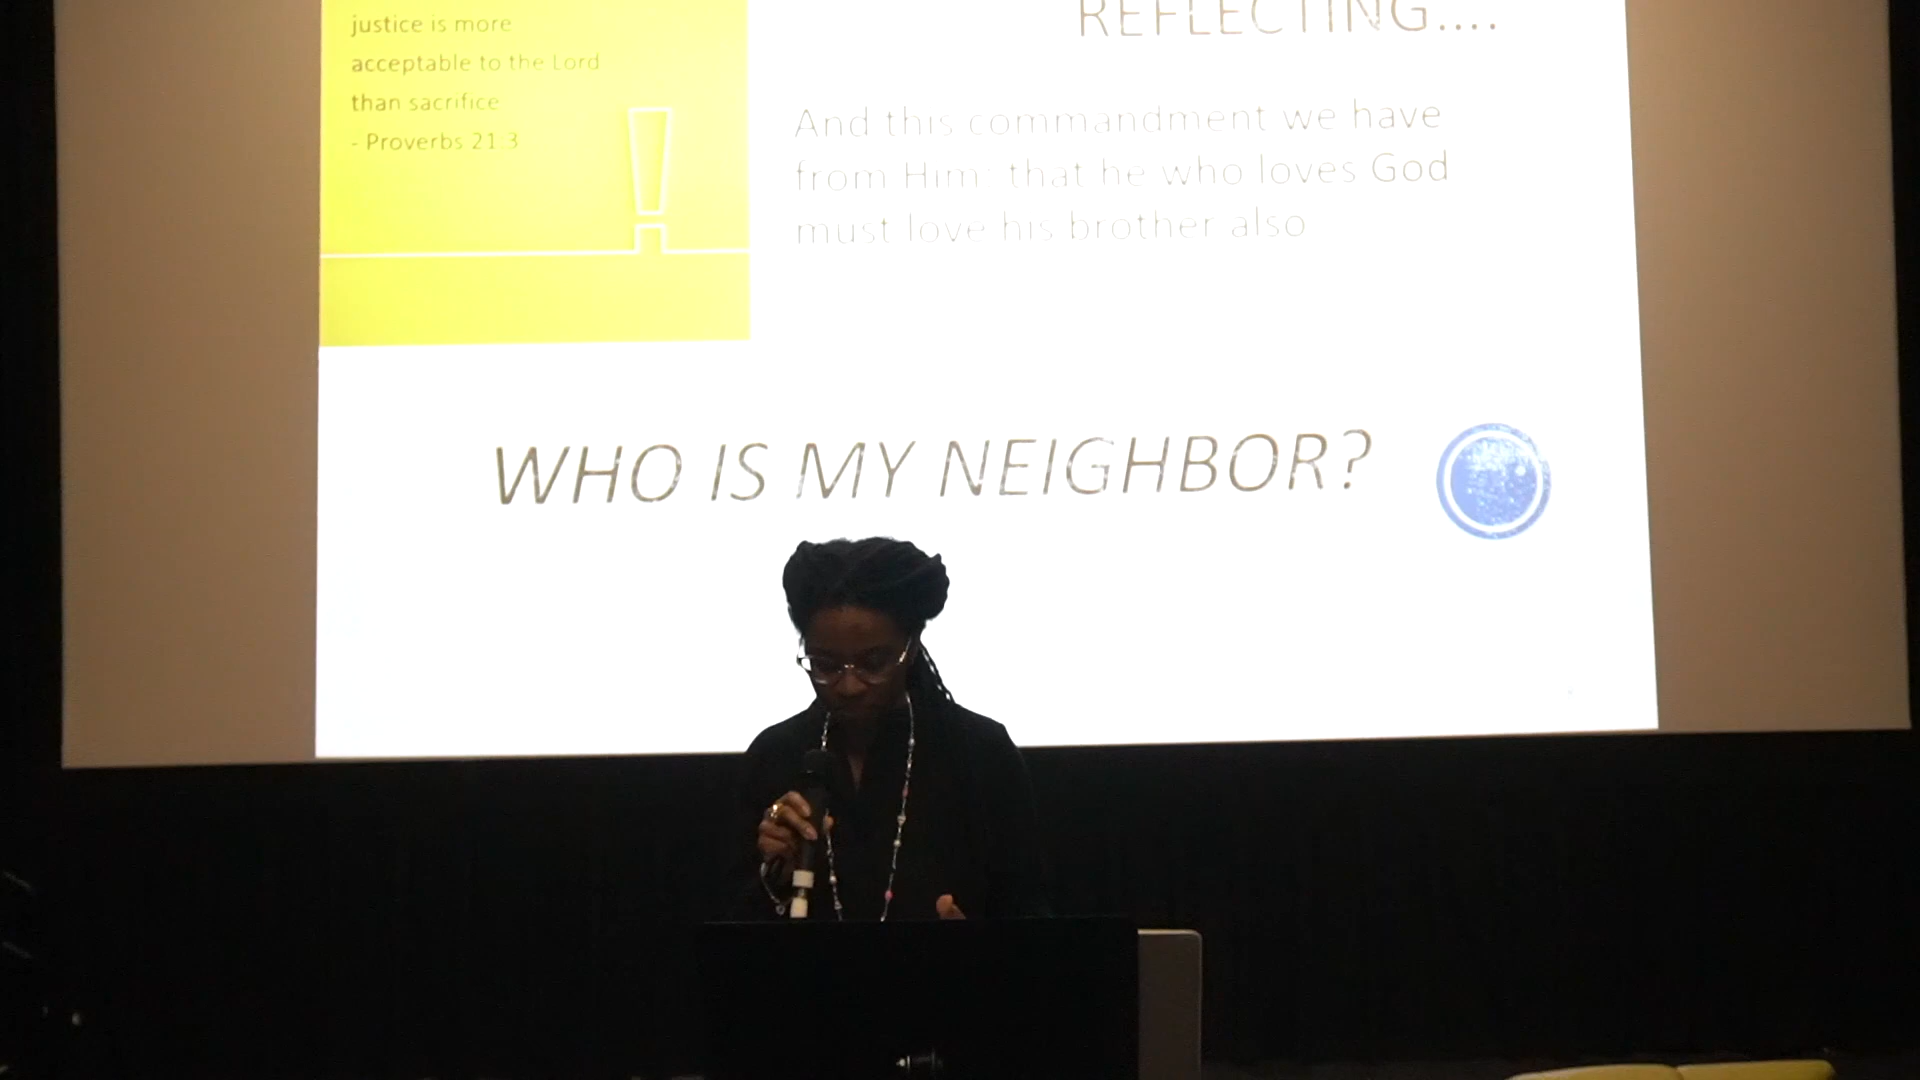 justice is more
acceptable to the Lord
than sacrifice
- Proverbs 21:3
REFLECTING....
And this commandment we have
from Him: that he who loves God
must love his brother also
WHO IS MY NEIGHBOR?